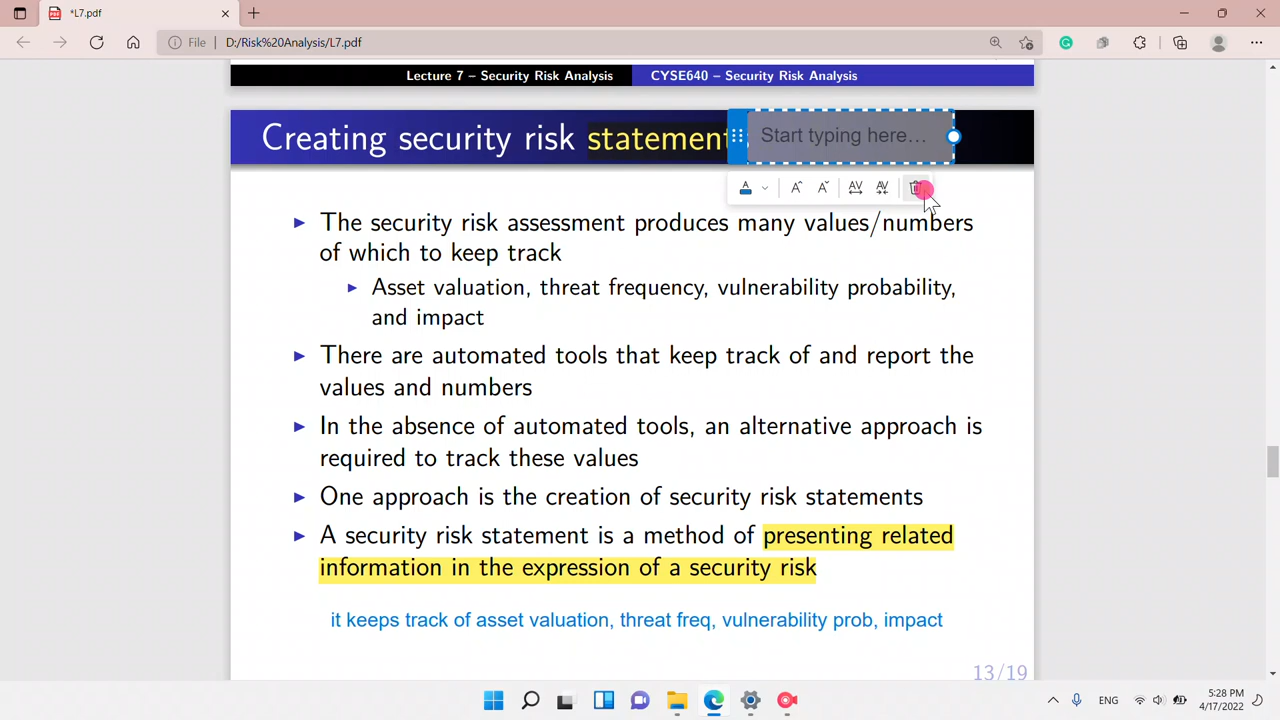 *L7.pdf
File
D:/Risk%20Analysis/L7.pdf
Lecture 7 – Security Risk Analysis
CYSE640 – Security Risk Analysis
Creating security risk statement
Start typing here...
▶ The security risk assessment produces many values/numbers
of which to keep track
▶ Asset valuation, threat frequency, vulnerability probability,
and impact
▶ There are automated tools that keep track of and report the
values and numbers
▶ In the absence of automated tools, an alternative approach is
required to track these values
▶ One approach is the creation of security risk statements
▶ A security risk statement is a method of presenting related
information in the expression of a security risk
it keeps track of asset valuation, threat freq, vulnerability prob, impact
13/19
ENG
5:28 PM
4/17/2022